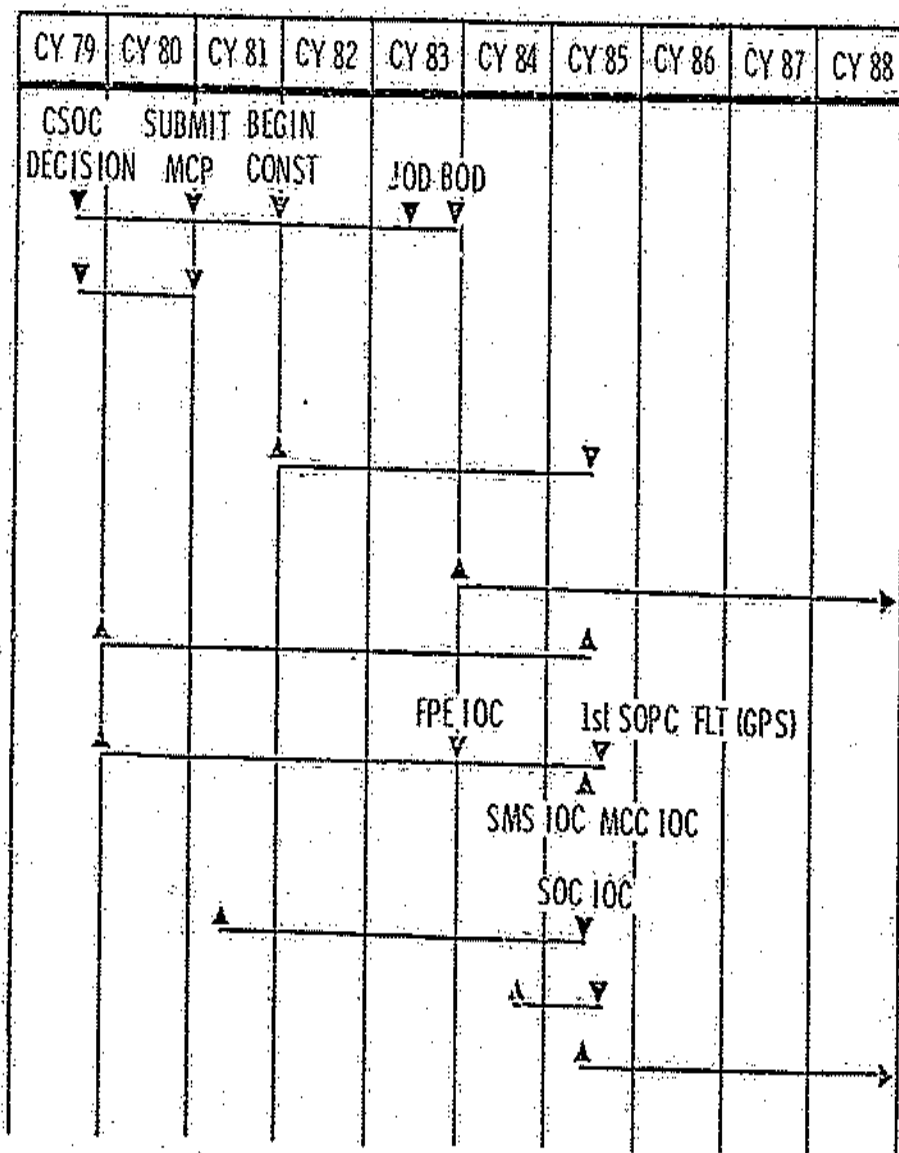 CY 79 CY 80 CY 81 CY 82 CY 83 CY 84 CY 85 CY 86 CY 87 CY 88
CSOC SUBMIT BEGIN
DECISION MCP CONST JOD BOD
FPE IOC 1st SOPC FLT (GPS)
SMS IOC MCC IOC
SOC IOC